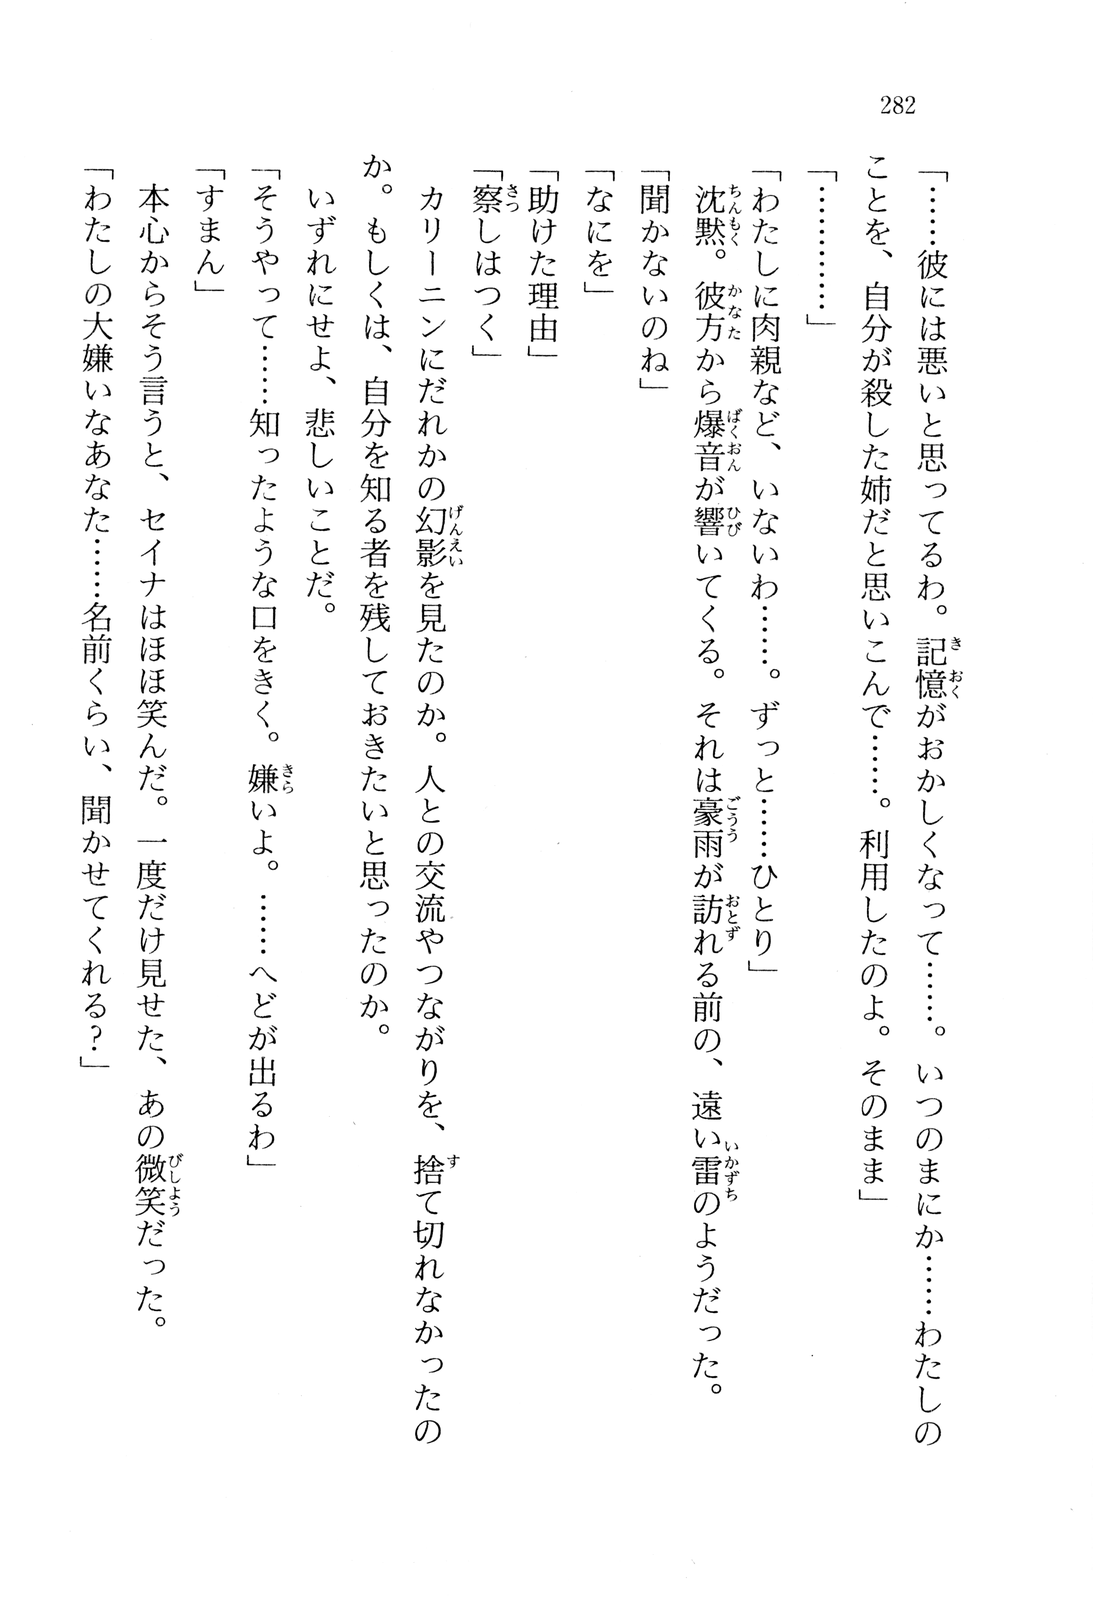 282
「……彼には悪いと思ってるわ。記憶がおかしくなって……。いつのまにか……わたしの
ことを、自分が殺した姉だと思いこんで……。利用したのよ。そのまま」
「…………」
「わたしに肉親など、いないわ……。ずっと……ひとり」
　沈黙。彼方から爆音が響いてくる。それは豪雨が訪れる前の、遠い雷のようだった。
「聞かないのね」
「なにを」
「助けた理由」
「察しはつく」
　カリーニンにだれかの幻影を見たのか。人との交流やつながりを、捨て切れなかったの
か。もしくは、自分を知る者を残しておきたいと思ったのか。
　いずれにせよ、悲しいことだ。
「そうやって……知ったような口をきく。嫌いよ。……へどが出るわ」
「すまん」
　本心からそう言うと、セイナはほほ笑んだ。一度だけ見せた、あの微笑だった。
「わたしの大嫌いなあなた……名前くらい、聞かせてくれる？」